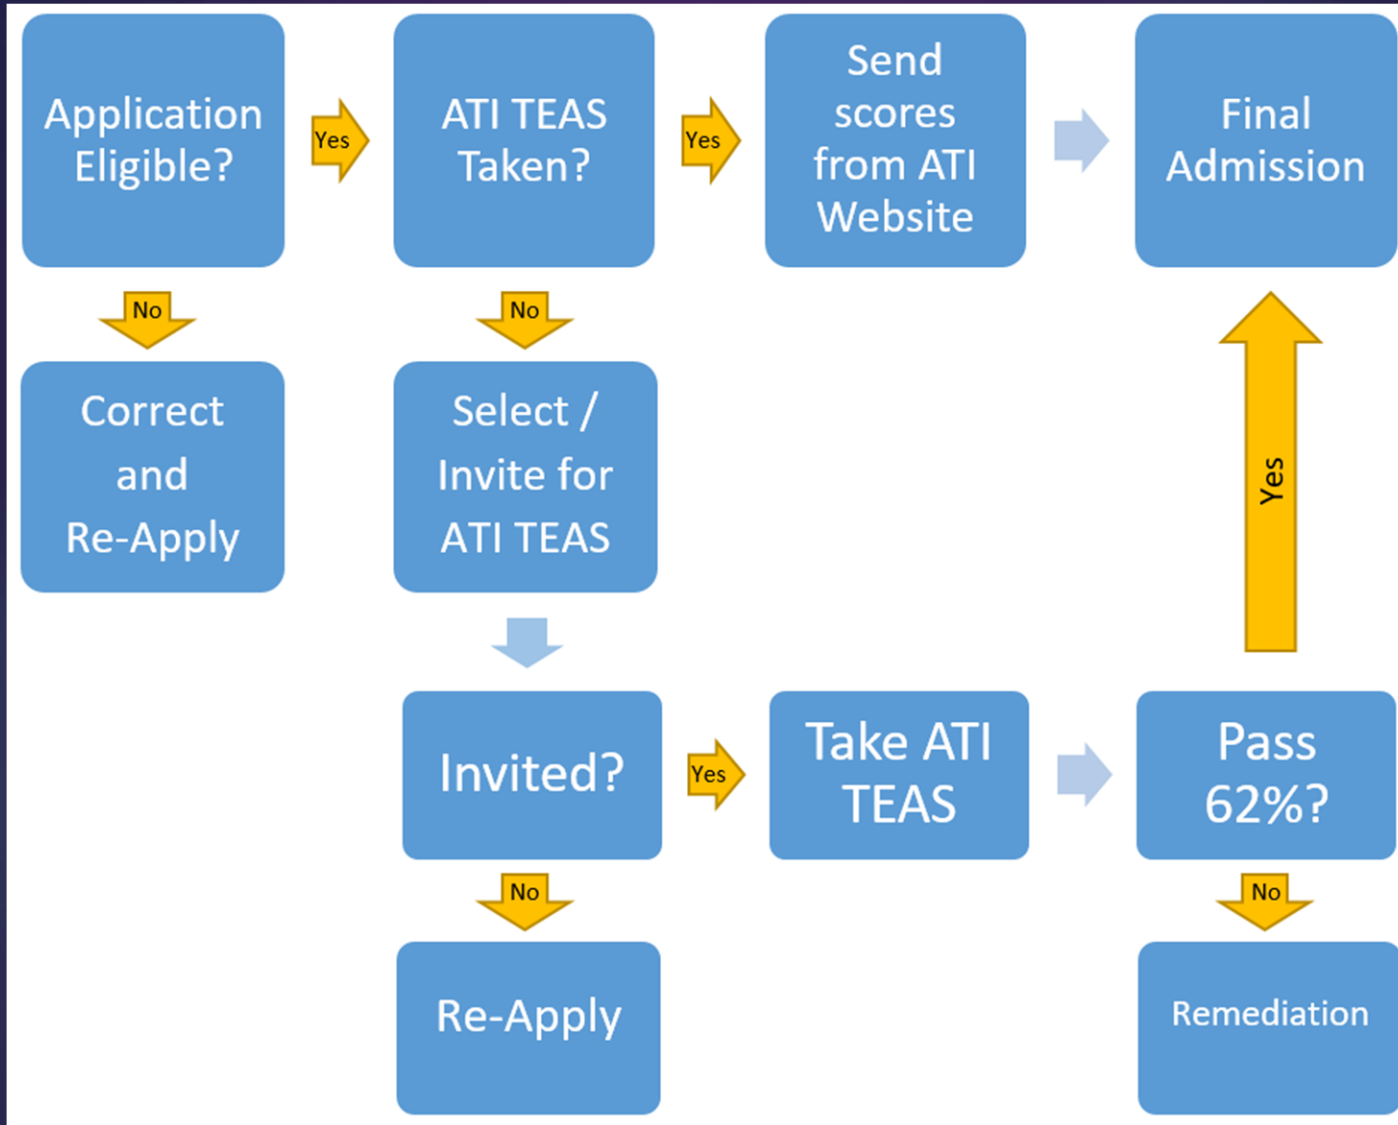 Application
Eligible?
Yes
ATI TEAS
Taken?
Yes
Send
scores
from ATI
Website
Final
Admission
No
No
Correct
and
Re-Apply
Select /
Invite for
ATI TEAS
Yes
Invited?
Yes
Take ATI
TEAS
Pass
62%?
No
No
Re-Apply
Remediation